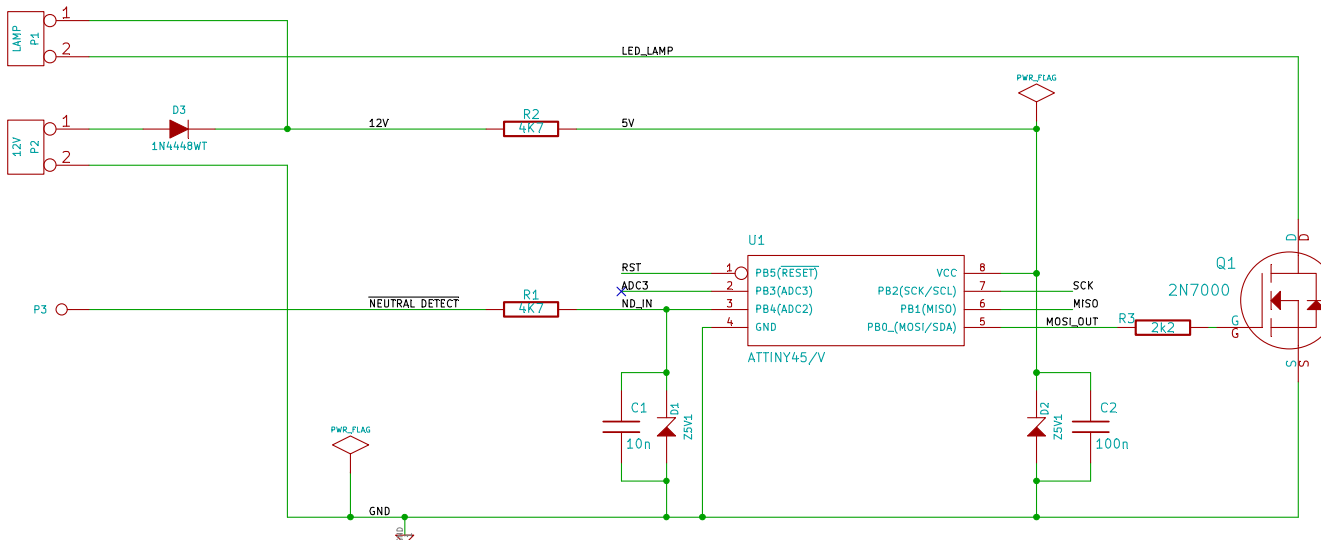 LAMP
P1
1
2
LED_LAMP
PWR_FLAG
12V
P2
1
2
D3
1N4448WT
12V
R2
4K7
5V
U1
RST
1
PB5(RESET)
VCC
8
ADC3
2
PB3(ADC3)
PB2(SCK/SCL)
7
SCK
P3
NEUTRAL DETECT
R1
4K7
ND_IN
3
PB4(ADC2)
PB1(MISO)
6
MISO
4
GND
PB0_(MOSI/SDA)
5
MOSI_OUT
ATTINY45/V
R3
2k2
Q1
2N7000
D
D
G
G
S
S
C1
10n
D1
Z5V1
D2
Z5V1
C2
100n
PWR_FLAG
GND